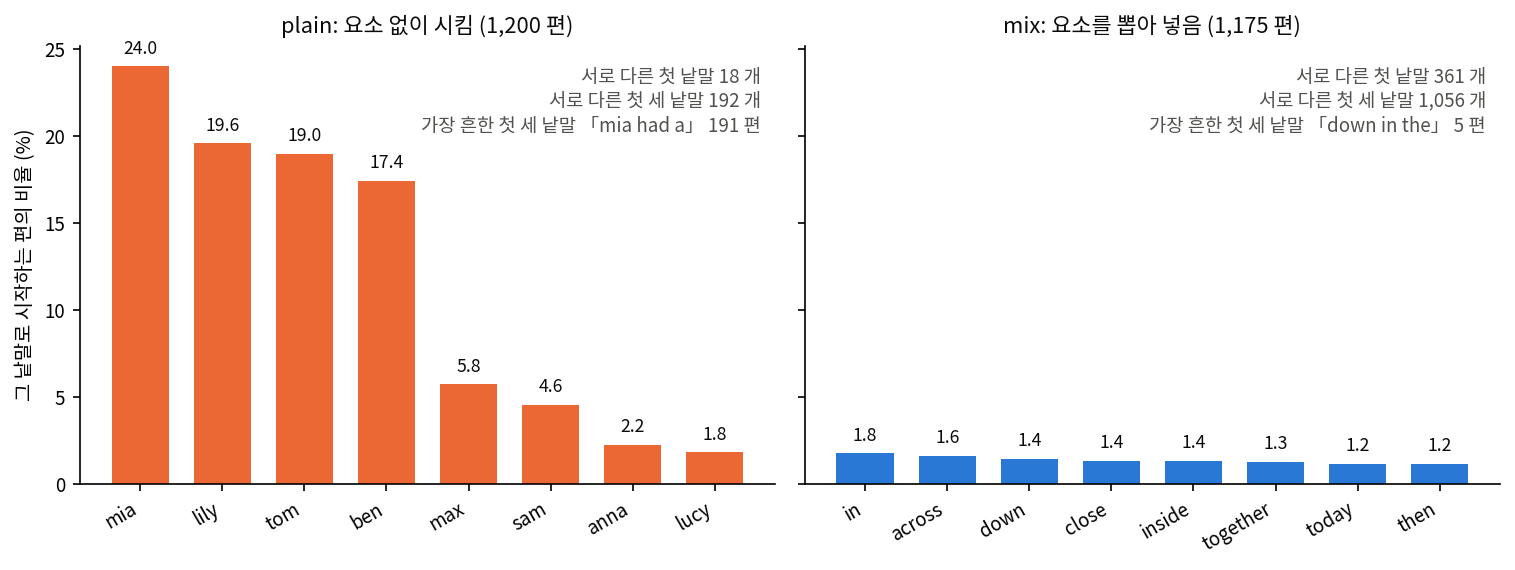 plain: 요소 없이 시킴 (1,200 편)
서로 다른 첫 낱말 18 개
서로 다른 첫 세 낱말 192 개
가장 흔한 첫 세 낱말 「mia had a」 191 편
그 낱말로 시작하는 편의 비율 (%)
25
20
15
10
5
0
24.0
19.6
19.0
17.4
5.8
4.6
2.2
1.8
mia
lily
tom
ben
max
sam
anna
lucy
mix: 요소를 뽑아 넣음 (1,175 편)
서로 다른 첫 낱말 361 개
서로 다른 첫 세 낱말 1,056 개
가장 흔한 첫 세 낱말 「down in the」 5 편
1.8
1.6
1.4
1.4
1.4
1.3
1.2
1.2
in
across
down
close
inside
together
today
then